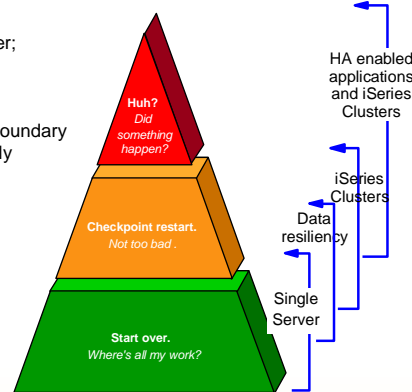 er;
oundary
ly
Huh?
Did
something
happen?
Checkpoint restart.
Not too bad .
Start over.
Where's all my work?
HA enabled
applications
and iSeries
Clusters
iSeries
Clusters
Data
resiliency
Single
Server